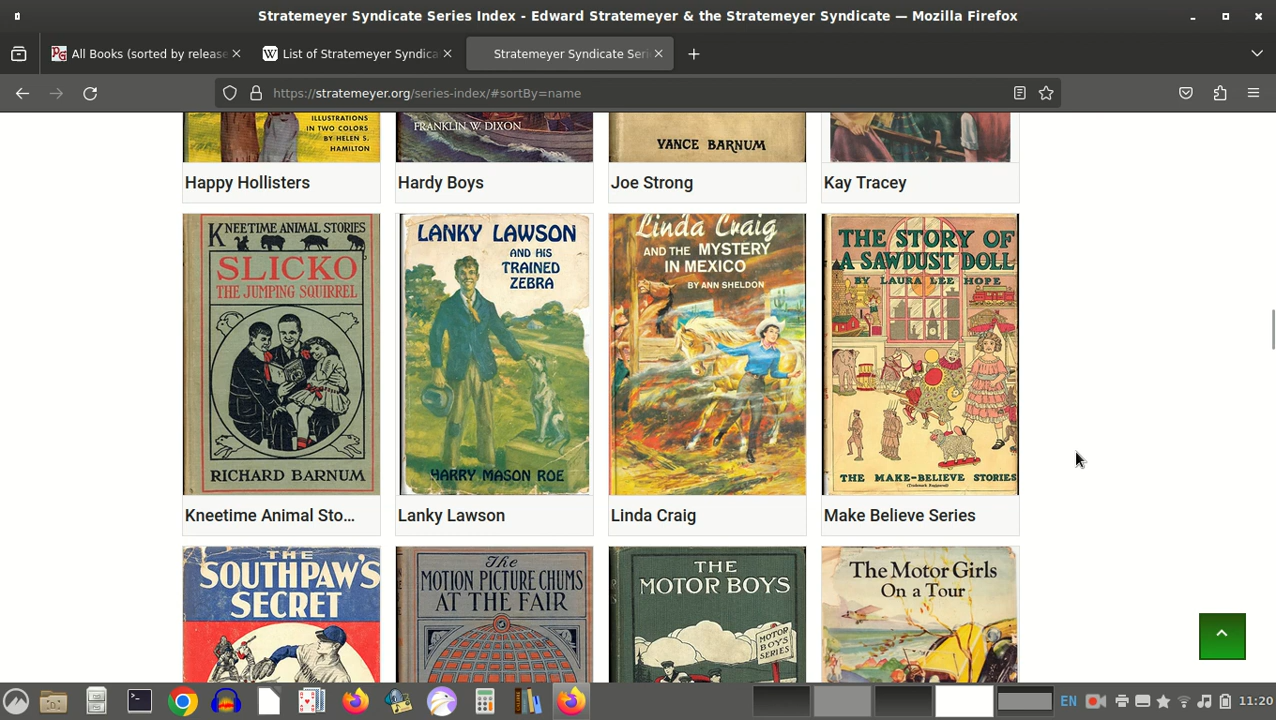 Stratemeyer Syndicate Series Index - Edward Stratemeyer & the Stratemeyer Syndicate — Mozilla Firefox
All Books (sorted by release
List of Stratemeyer Syndica
Stratemeyer Syndicate Seri
https://stratemeyer.org/series-index/#sortBy=name
ILLUSTRATIONS
IN TWO COLORS
BY HELEN S.
HAMILTON
FRANKLIN W. DIXON
VANCE BARNUM
Happy Hollisters
Hardy Boys
Joe Strong
Kay Tracey
KNEETIME ANIMAL STORIES
SLICKO
THE JUMPING SQUIRREL
RICHARD BARNUM
LANKY LAWSON
AND HIS
TRAINED
ZEBRA
HARRY MASON ROE
Linda Craig
AND THE MYSTERY
IN MEXICO
BY ANN SHELDON
THE STORY OF
A SAWDUST DOLL
BY LAURA LEE HOPE
THE MAKE-BELIEVE STORIES
(Trademark Registered)
Kneetime Animal Sto...
Lanky Lawson
Linda Craig
Make Believe Series
THE
SOUTHPAW'S
SECRET
The
MOTION PICTURE CHUMS
AT THE FAIR
THE
MOTOR BOYS
MOTOR
BOYS
SERIES
The Motor Girls
On a Tour
EN
11:20